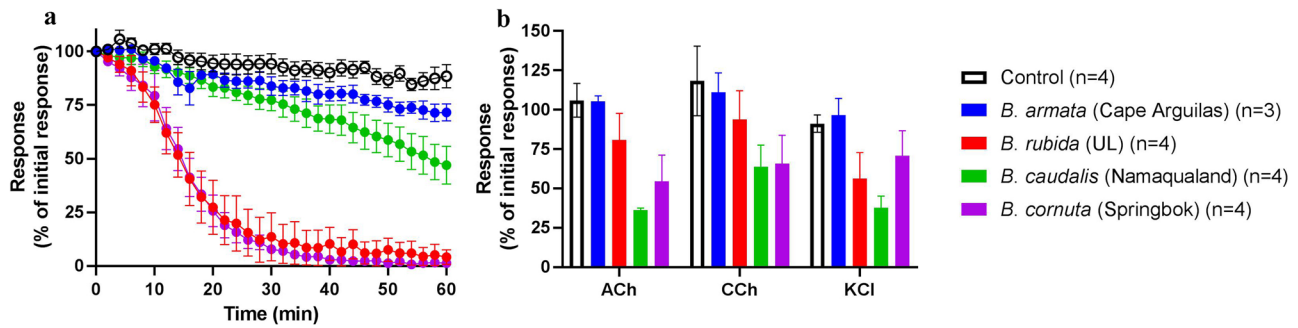 a
Response
(% of initial response)
100
75
50
25
0
0 10 20 30 40 50 60
Time (min)
b
Response
(% of initial response)
150
125
100
75
50
25
0
ACh CCh KCl
Control (n=4)
B. armata (Cape Arguilas) (n=3)
B. rubida (UL) (n=4)
B. caudalis (Namaqualand) (n=4)
B. cornuta (Springbok) (n=4)